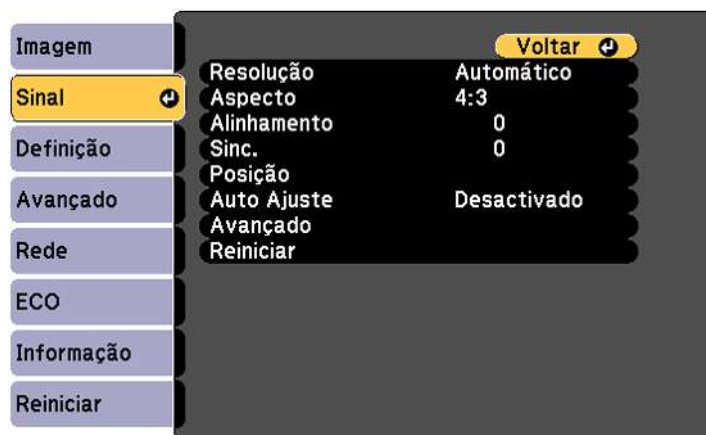 Imagem
Sinal
Definição
Avançado
Rede
ECO
Informação
Reiniciar
Voltar
Resolução Automático
Aspecto 4:3
Alinhamento 0
Sinc. 0
Posição
Auto Ajuste Desactivado
Avançado
Reiniciar